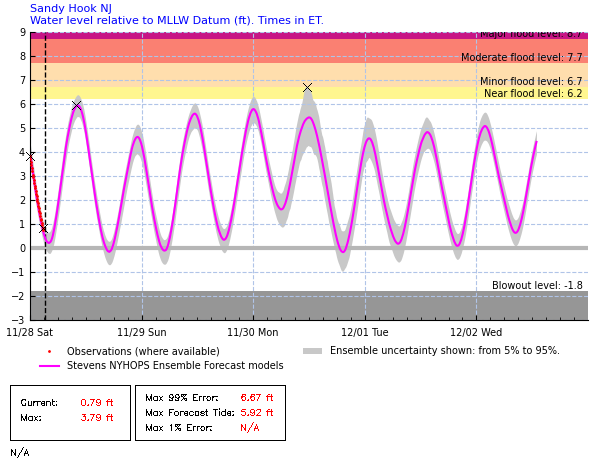 Sandy Hook NJ
Water level relative to MLLW Datum (ft). Times in ET.
9
Major flood level: 8.7
8
Moderate flood level: 7.7
7
Minor flood level: 6.7
Near flood level: 6.2
6
5
4
3
2
1
0
−1
Blowout level: -1.8
−2
−3
11/28 Sat 11/29 Sun 11/30 Mon 12/01 Tue 12/02 Wed
Observations (where available) Ensemble uncertainty shown: from 5% to 95%.
Stevens NYHOPS Ensemble Forecast models
Current: 0.79 ft
Max: 3.79 ft
Max 99% Error: 6.67 ft
Max Forecast Tide: 5.92 ft
Max 1% Error: N/A
N/A